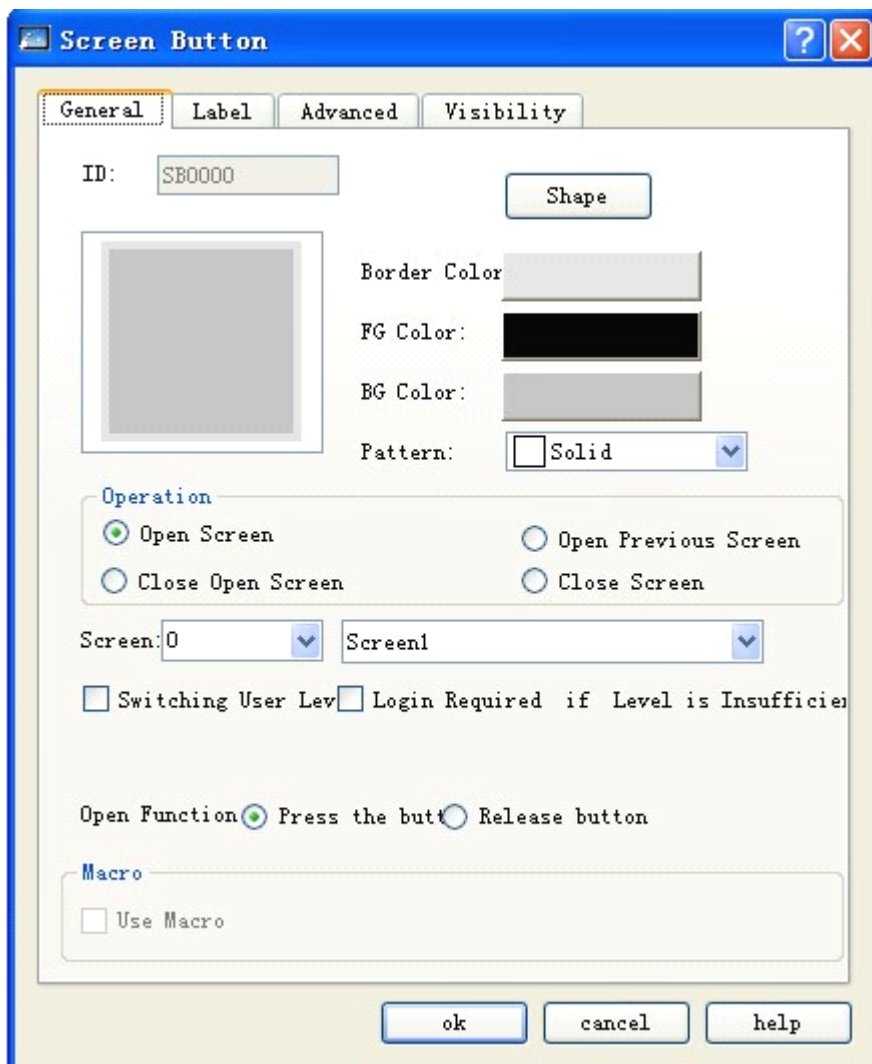 Screen Button
General Label Advanced Visibility
ID: SB0000
Shape
Border Color
FG Color:
BG Color:
Pattern: Solid
Operation
Open Screen Open Previous Screen
Close Open Screen Close Screen
Screen: 0 Screen1
Switching User Lev Login Required if Level is Insufficien
Open Function Press the butt Release button
Macro
Use Macro
ok cancel help